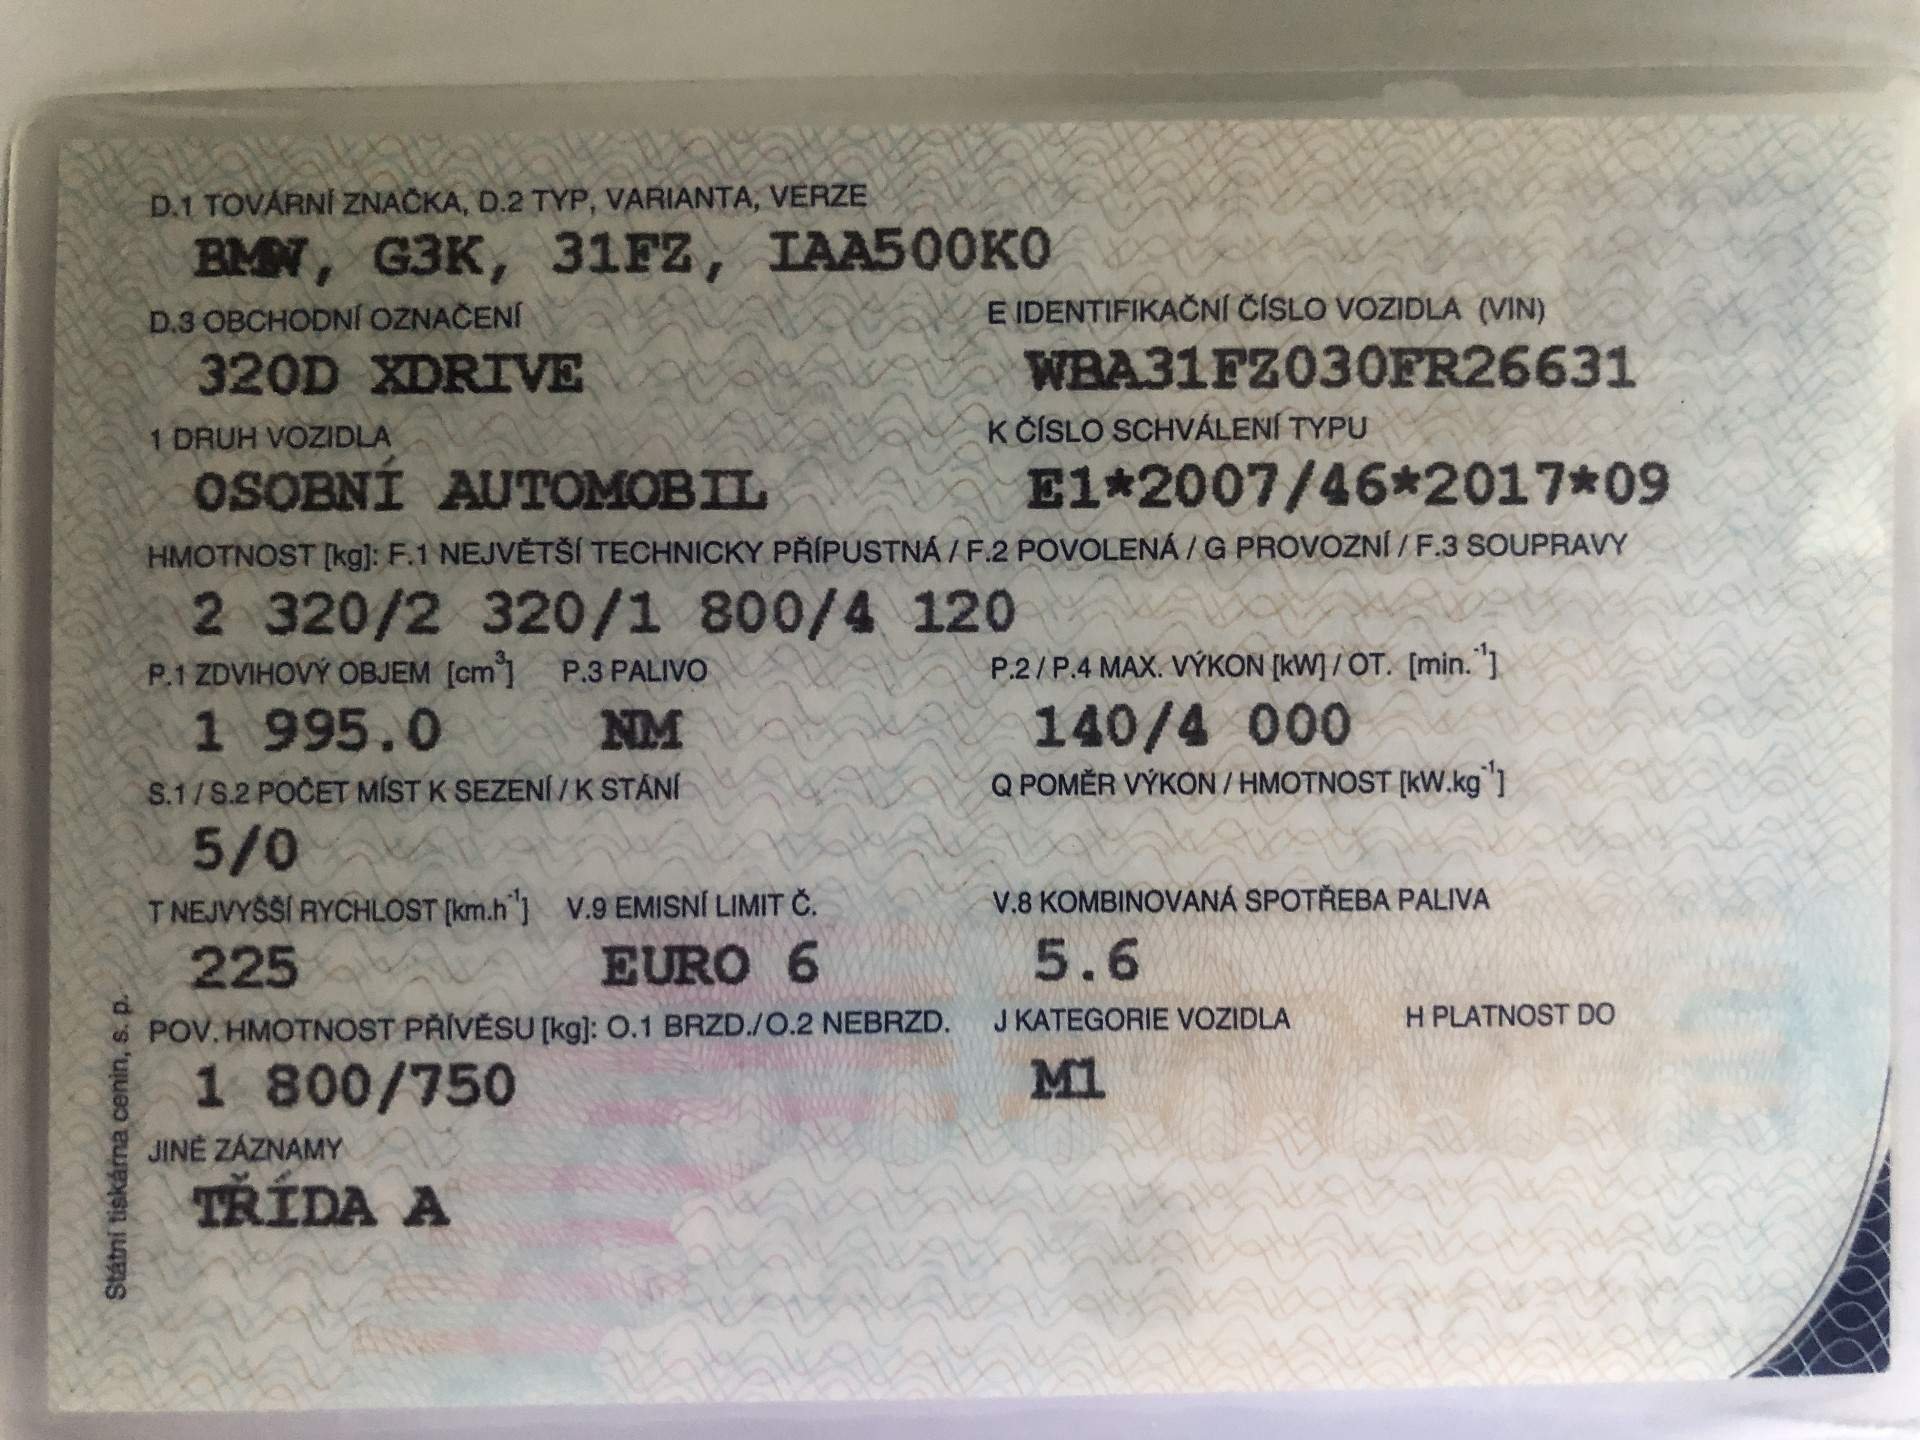 D.1 TOVÁRNÍ ZNAČKA, D.2 TYP, VARIANTA, VERZE
BMW, G3K, 31FZ, IAA500K0
D.3 OBCHODNÍ OZNAČENÍ E IDENTIFIKAČNÍ ČÍSLO VOZIDLA (VIN)
320D XDRIVE WBA31FZ030FR26631
1 DRUH VOZIDLA K ČÍSLO SCHVÁLENÍ TYPU
OSOBNÍ AUTOMOBIL E1*2007/46*2017*09
HMOTNOST [kg]: F.1 NEJVĚTŠÍ TECHNICKY PŘÍPUSTNÁ / F.2 POVOLENÁ / G PROVOZNÍ / F.3 SOUPRAVY
2 320/2 320/1 800/4 120
P.1 ZDVIHOVÝ OBJEM [cm³] P.3 PALIVO P.2 / P.4 MAX. VÝKON [kW] / OT. [min.⁻¹]
1 995.0 NM 140/4 000
S.1 / S.2 POČET MÍST K SEZENÍ / K STÁNÍ Q POMĚR VÝKON / HMOTNOST [kW.kg⁻¹]
5/0
T NEJVYŠŠÍ RYCHLOST [km.h⁻¹] V.9 EMISNÍ LIMIT Č. V.8 KOMBINOVANÁ SPOTŘEBA PALIVA
225 EURO 6 5.6
POV. HMOTNOST PŘÍVĚSU [kg]: O.1 BRZD./O.2 NEBRZD. J KATEGORIE VOZIDLA H PLATNOST DO
1 800/750 M1
JINÉ ZÁZNAMY
TŘÍDA A
Státní tiskárna cenin, s. p.